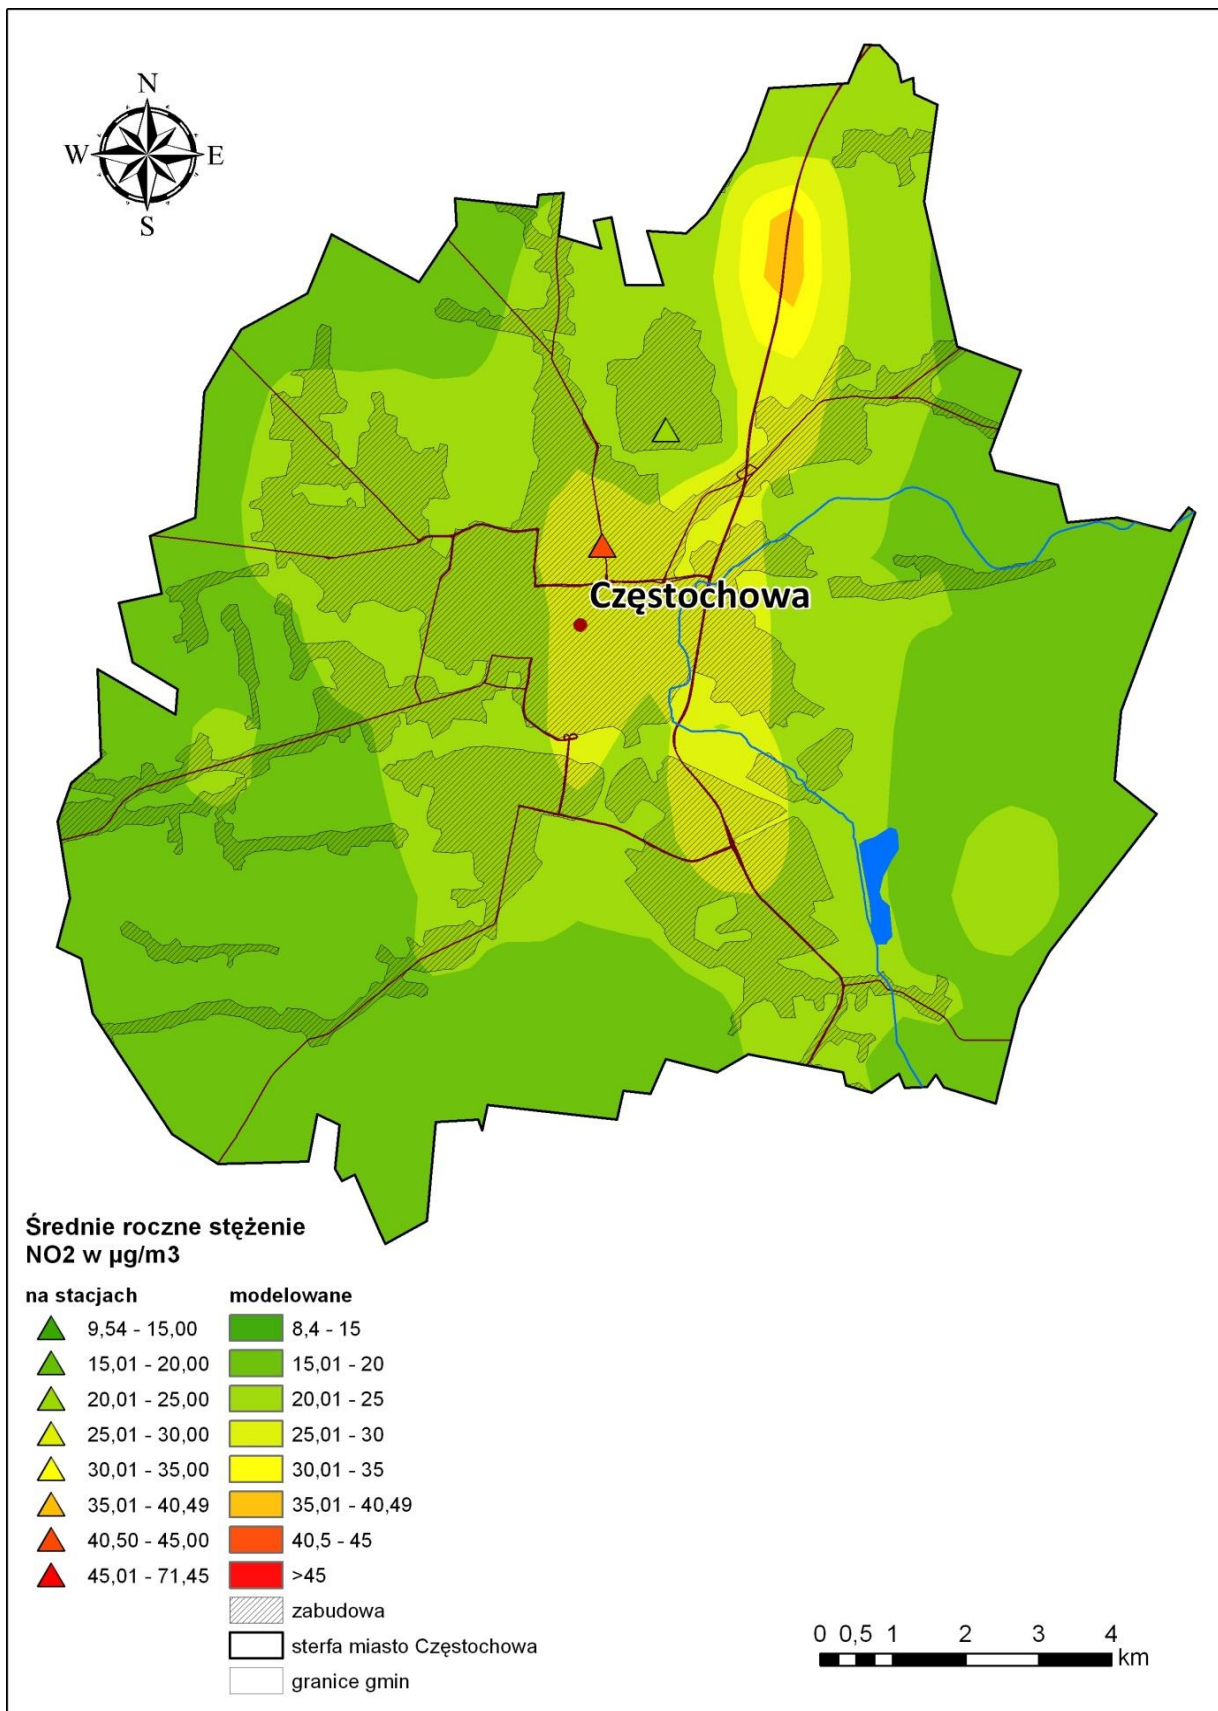 N
W E
S
Częstochowa
Średnie roczne stężenie
NO2 w µg/m3
na stacjach modelowane
9,54 - 15,00 8,4 - 15
15,01 - 20,00 15,01 - 20
20,01 - 25,00 20,01 - 25
25,01 - 30,00 25,01 - 30
30,01 - 35,00 30,01 - 35
35,01 - 40,49 35,01 - 40,49
40,50 - 45,00 40,5 - 45
45,01 - 71,45 >45
zabudowa
sterfa miasto Częstochowa
granice gmin
0 0,5 1 2 3 4
km